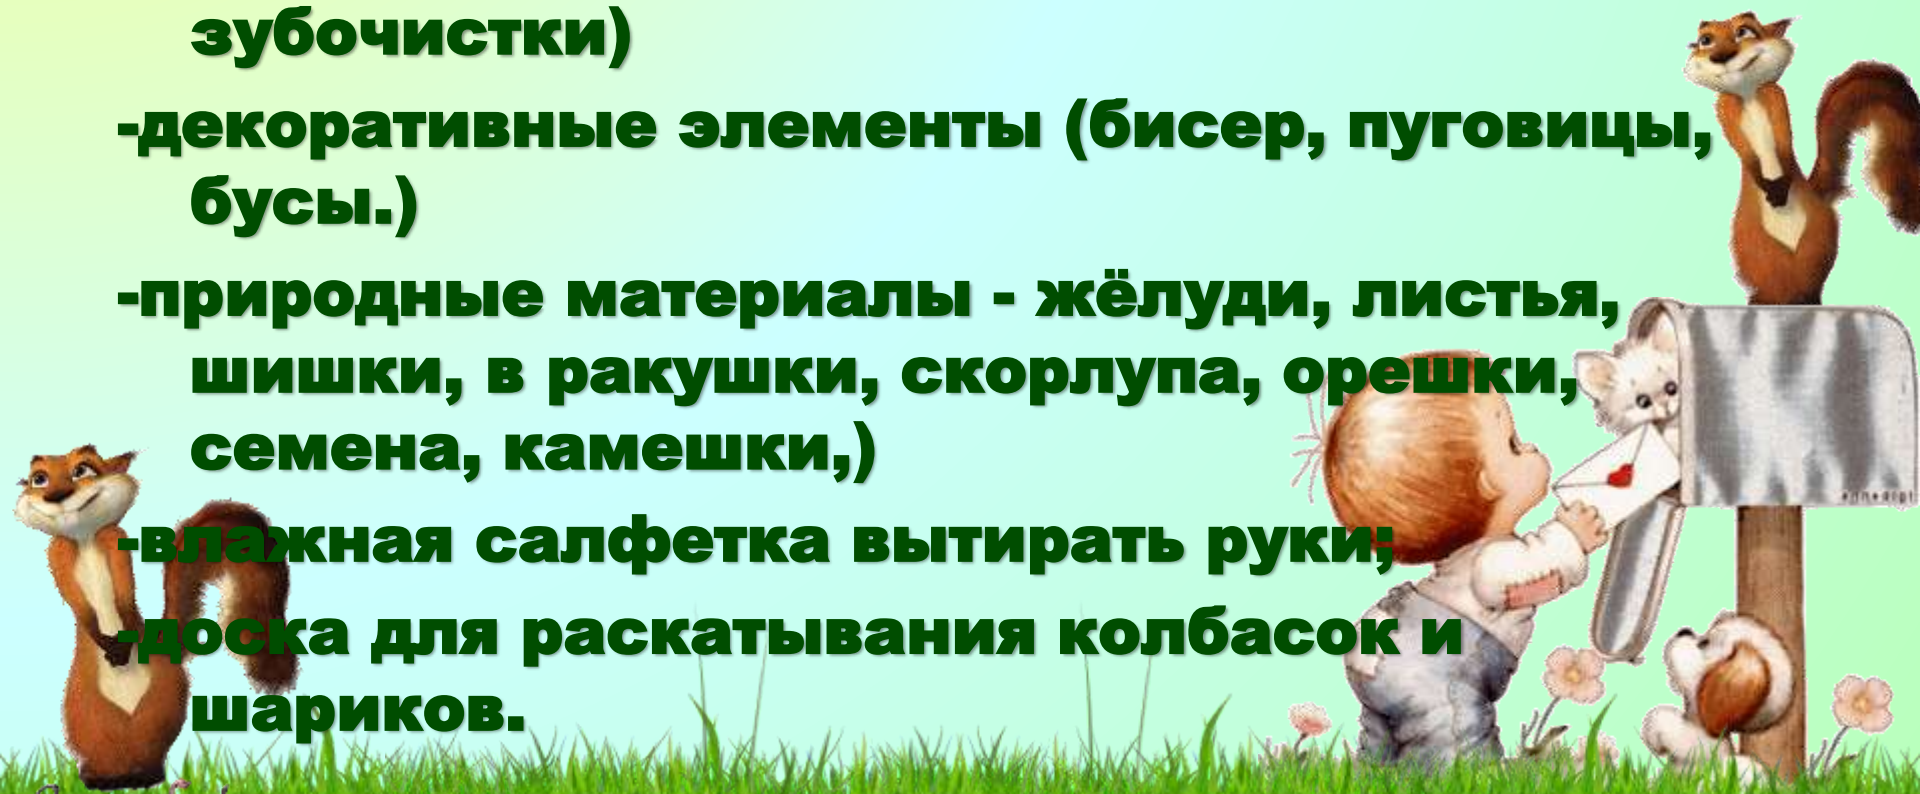 зубочистки)
-декоративные элементы (бисер, пуговицы,
бусы.)
-природные материалы - жёлуди, листья,
шишки, в ракушки, скорлупа, орешки,
семена, камешки,)
-влажная салфетка вытирать руки;
-доска для раскатывания колбасок и
шариков.